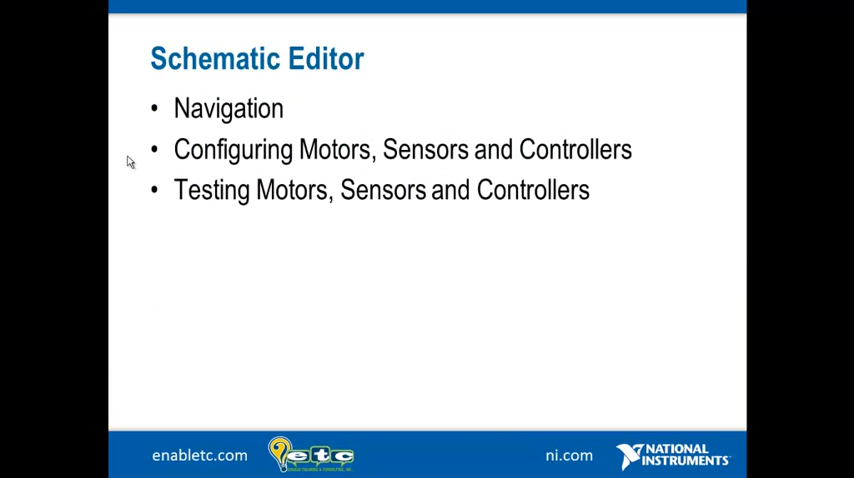 Schematic Editor
• Navigation
• Configuring Motors, Sensors and Controllers
• Testing Motors, Sensors and Controllers
enabletc.com
etc
ni.com
NATIONAL
INSTRUMENTS